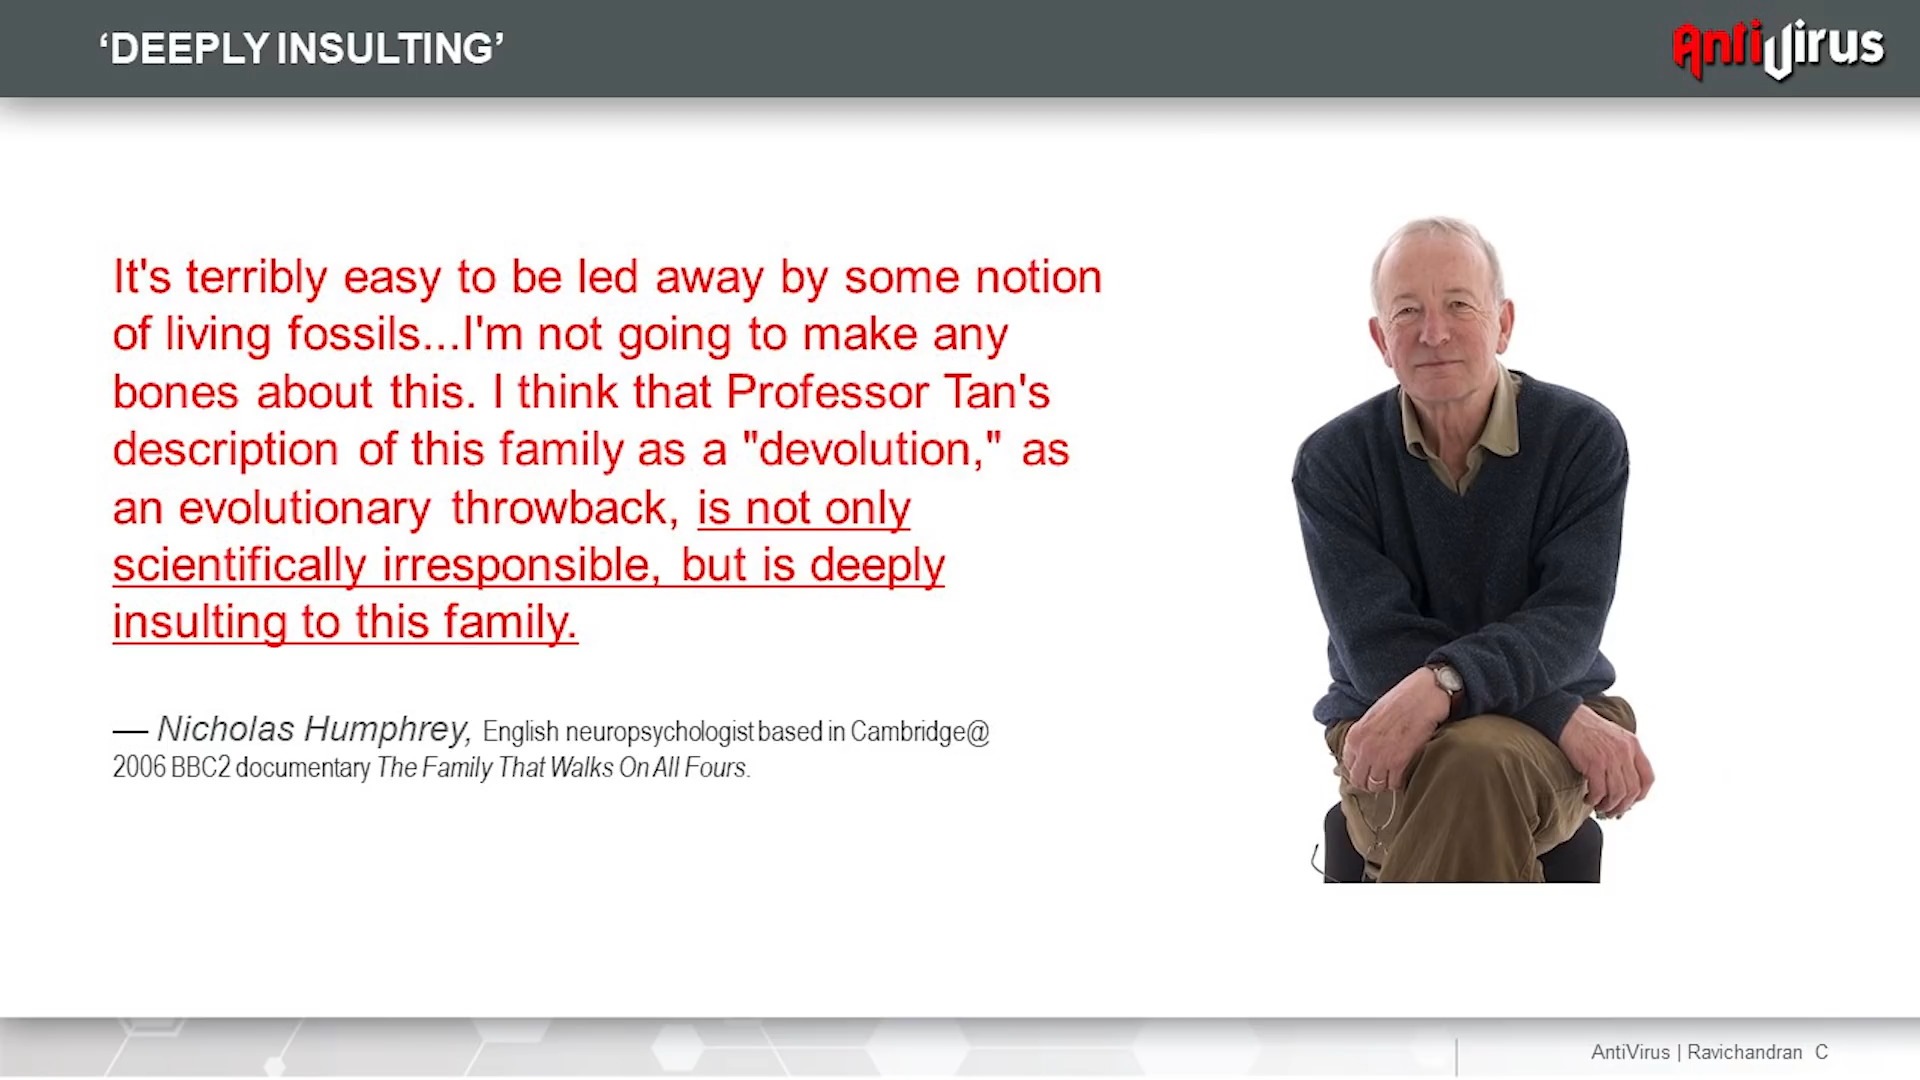 ‘DEEPLY INSULTING’
AntiVirus
It's terribly easy to be led away by some notion
of living fossils...I'm not going to make any
bones about this. I think that Professor Tan's
description of this family as a "devolution," as
an evolutionary throwback, is not only
scientifically irresponsible, but is deeply
insulting to this family.
— Nicholas Humphrey, English neuropsychologist based in Cambridge@
2006 BBC2 documentary The Family That Walks On All Fours.
AntiVirus | Ravichandran C